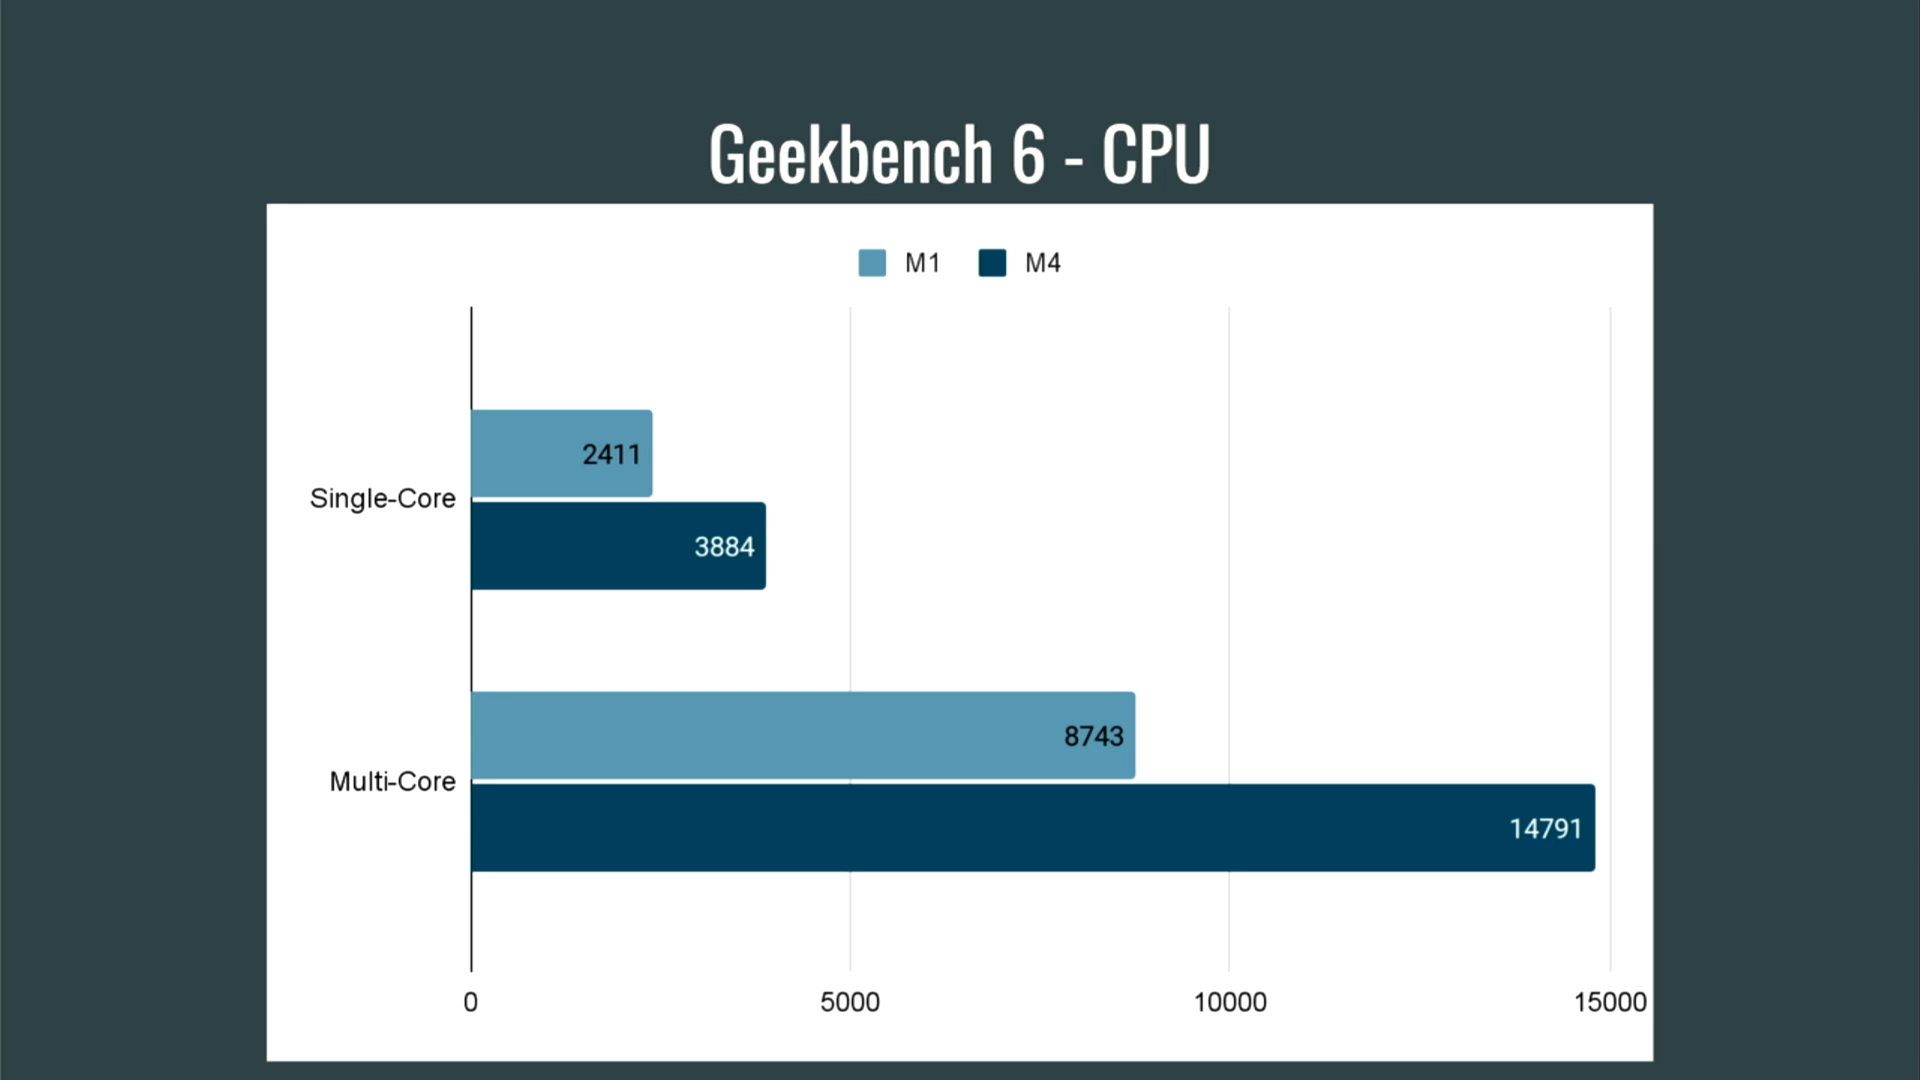 Geekbench 6 - CPU
M1 M4
Single-Core
2411
3884
Multi-Core
8743
14791
0 5000 10000 15000